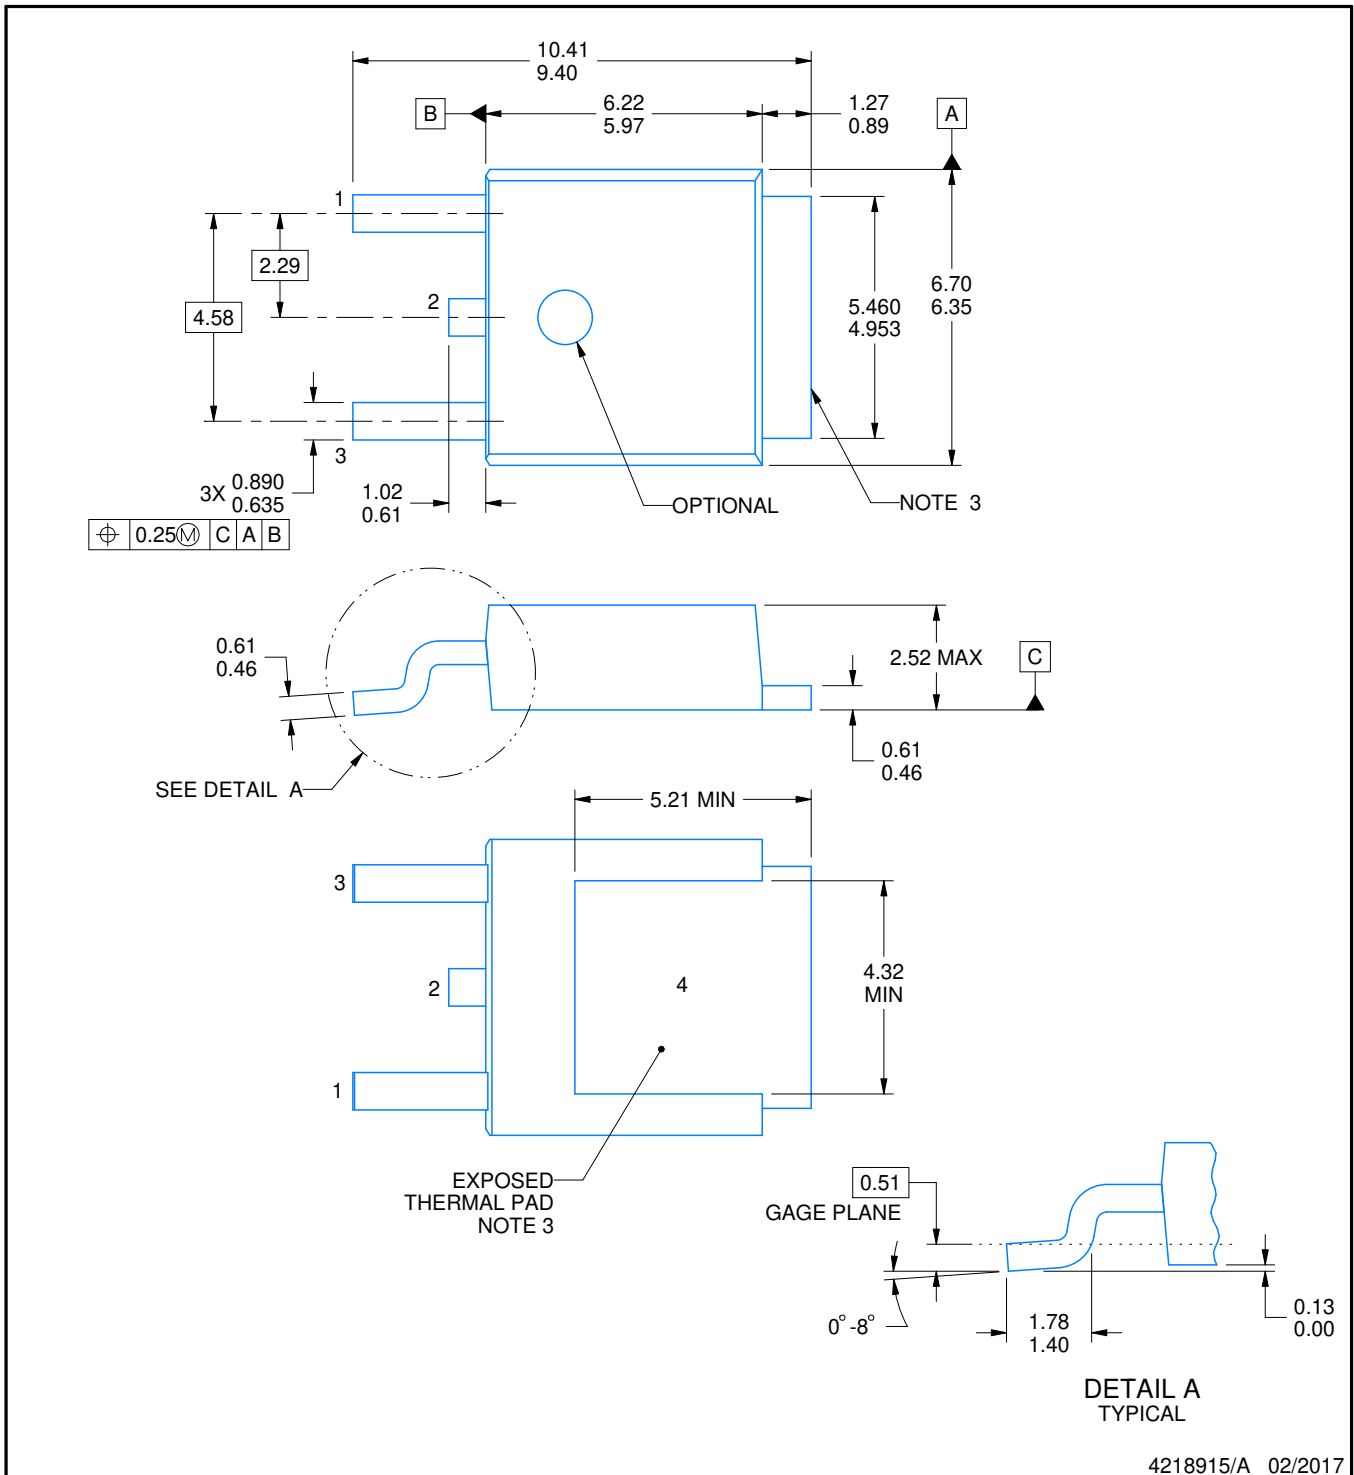 10.41
9.40
B
6.22
5.97
1.27
0.89
A
1
2.29
2
4.58
5.460
4.953
6.70
6.35
3
3X 0.890
0.635
1.02
0.61
OPTIONAL
NOTE 3
⌖ 0.25Ⓜ C A B
0.61
0.46
2.52 MAX
C
0.61
0.46
SEE DETAIL A
5.21 MIN
3
2
4
4.32
MIN
1
EXPOSED
THERMAL PAD
NOTE 3
0.51
GAGE PLANE
0°-8°
1.78
1.40
0.13
0.00
DETAIL A
TYPICAL
4218915/A 02/2017